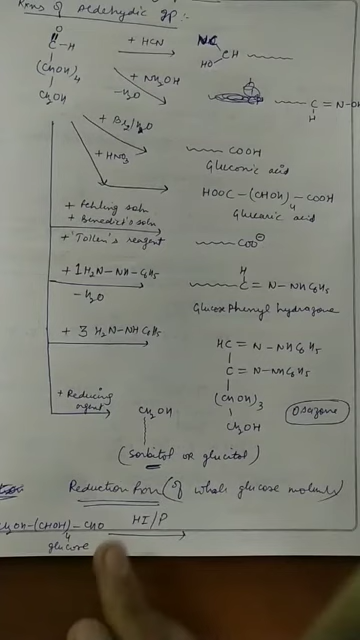 Rxns of aldehydic gp :-
O
C-H
(CHOH)4
CH2OH
+ HCN
NC
CH
HO
+ NH2OH
-H2O
C = N-OH
H
+ Br2/H2O
COOH
Gluconic acid
+ HNO3
HOOC-(CHOH)4-COOH
Glucaric acid
+ Fehling soln
+ Benedict's soln
+ Tollen's reagent
COO⊖
+ 1 H2N-NH-C6H5
-H2O
H
C = N-NHC6H5
Glucose Phenyl hydrazone
+ 3 H2N-NHC6H5
HC = N-NHC6H5
C = N-NHC6H5
(CHOH)3
CH2OH
Osazone
+ Reducing agent
CH2OH
(sorbitol or glucitol)
Reduction Rxn (of whole glucose molecule)
CH2OH-(CHOH)4-CHO
glucose
HI/P